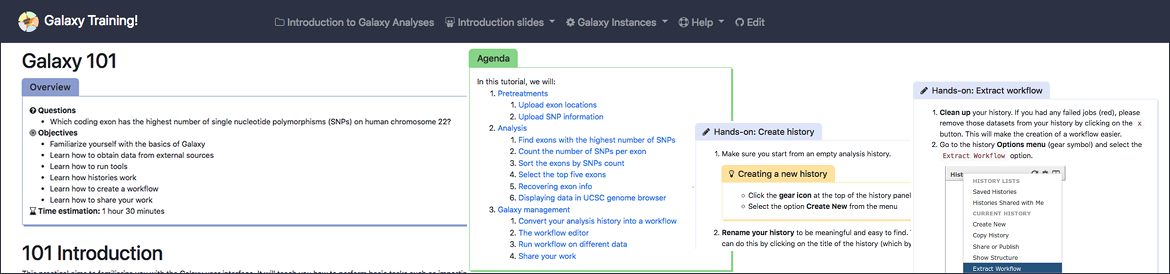 Galaxy Training!
Introduction to Galaxy Analyses
Introduction slides
Galaxy Instances
Help
Edit
Galaxy 101
Overview
Questions
Which coding exon has the highest number of single nucleotide polymorphisms (SNPs) on human chromosome 22?
Objectives
Familiarize yourself with the basics of Galaxy
Learn how to obtain data from external sources
Learn how to run tools
Learn how histories work
Learn how to create a workflow
Learn how to share your work
Time estimation: 1 hour 30 minutes
101 Introduction
Agenda
In this tutorial, we will:
1. Pretreatments
1. Upload exon locations
2. Upload SNP information
2. Analysis
1. Find exons with the highest number of SNPs
2. Count the number of SNPs per exon
3. Sort the exons by SNPs count
4. Select the top five exons
5. Recovering exon info
6. Displaying data in UCSC genome browser
3. Galaxy management
1. Convert your analysis history into a workflow
2. The workflow editor
3. Run workflow on different data
4. Share your work
Hands-on: Create history
1. Make sure you start from an empty analysis history.
Creating a new history
Click the gear icon at the top of the history panel
Select the option Create New from the menu
2. Rename your history to be meaningful and easy to find.
can do this by clicking on the title of the history (which by
Hands-on: Extract workflow
1. Clean up your history. If you had any failed jobs (red), please
remove those datasets from your history by clicking on the x
button. This will make the creation of a workflow easier.
2. Go to the history Options menu (gear symbol) and select the
Extract Workflow option.
HISTORY LISTS
Saved Histories
Histories Shared with Me
CURRENT HISTORY
Create New
Copy History
Share or Publish
Show Structure
Extract Workflow